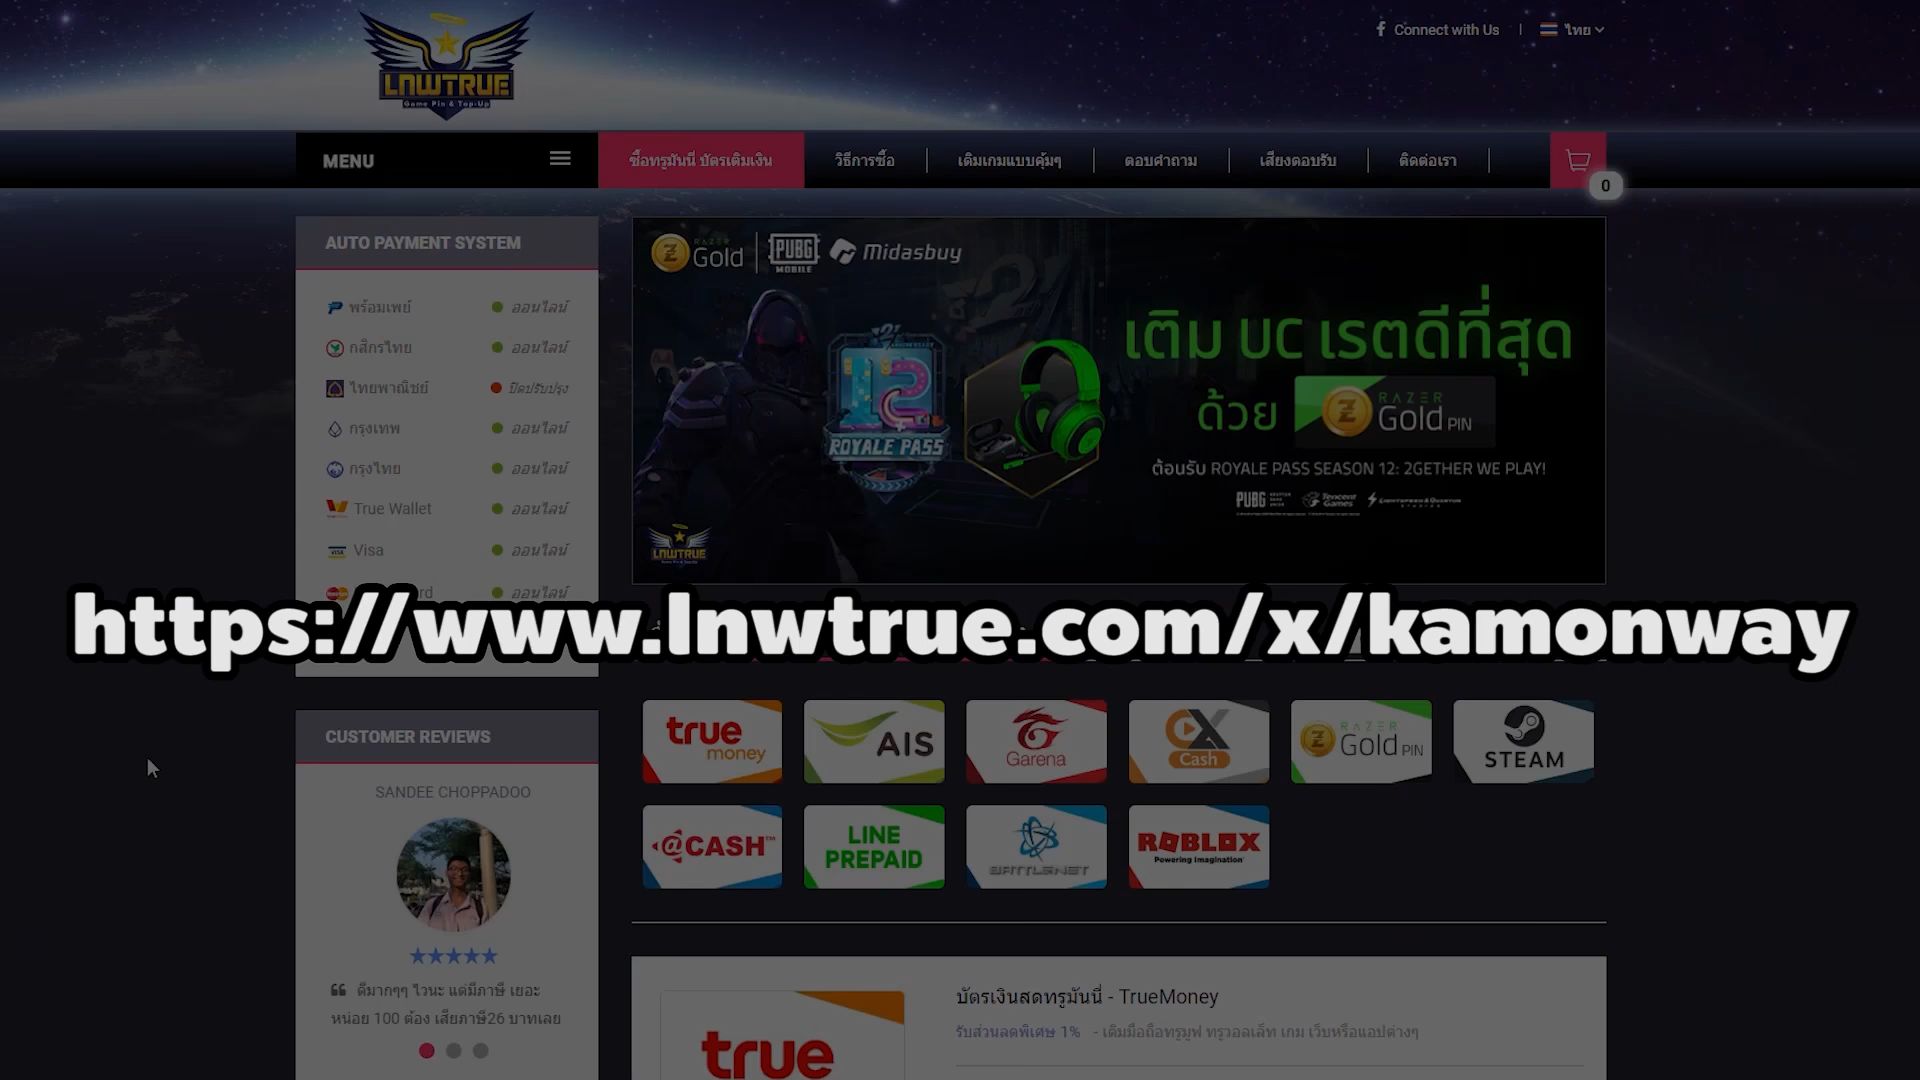 LNWTRUE
Game Pin & Top-Up
Connect with Us
ไทย
MENU
ซื้อทรูมันนี่ บัตรเติมเงิน
วิธีการซื้อ
เติมเกมแบบคุ้มๆ
ตอบคำถาม
เสียงตอบรับ
ติดต่อเรา
0
AUTO PAYMENT SYSTEM
พร้อมเพย์ ออนไลน์
กสิกรไทย ออนไลน์
ไทยพาณิชย์ ปิดปรับปรุง
กรุงเทพ ออนไลน์
กรุงไทย ออนไลน์
True Wallet ออนไลน์
VISA Visa ออนไลน์
ออนไลน์
RAZER Gold PUBG MOBILE Midasbuy
12
ROYALE PASS
เติม UC เรตดีที่สุด
ด้วย RAZER Gold PIN
ต้อนรับ ROYALE PASS SEASON 12: 2GETHER WE PLAY!
PUBG Tencent Games LIGHTSPEED & QUANTUM STUDIOS
LNWTRUE
https://www.lnwtrue.com/x/kamonway
true money
AIS
Garena
CX Cash
RAZER Gold PIN
STEAM
@CASH™
LINE PREPAID
BATTLE.NET
ROBLOX
Powering Imagination
CUSTOMER REVIEWS
SANDEE CHOPPADOO
ดีมากๆๆ ไวนะ แต่มีภาษี เยอะ
หน่อย 100 ต้อง เสียภาษี26 บาทเลย
true
บัตรเงินสดทรูมันนี่ - TrueMoney
รับส่วนลดพิเศษ 1% - เติมมือถือทรูมูฟ ทรูวอลเล็ท เกม เว็บหรือแอปต่างๆ